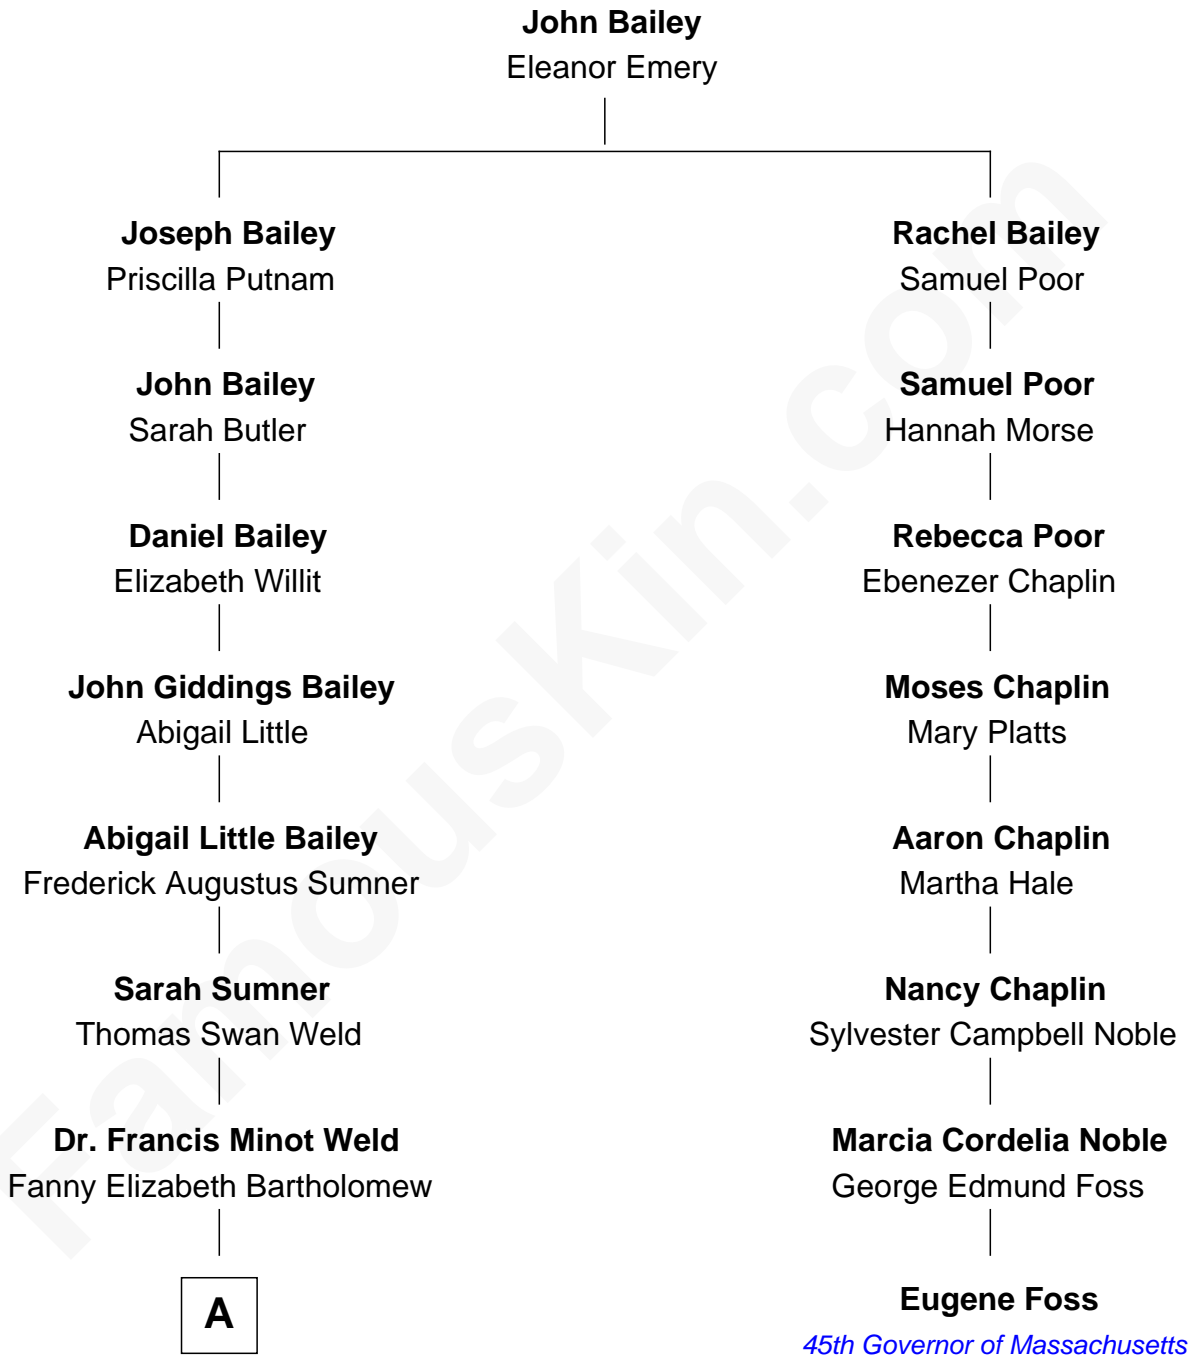 John Bailey
Eleanor Emery
Joseph Bailey
Priscilla Putnam
Rachel Bailey
Samuel Poor
John Bailey
Sarah Butler
Samuel Poor
Hannah Morse
Daniel Bailey
Elizabeth Willit
Rebecca Poor
Ebenezer Chaplin
John Giddings Bailey
Abigail Little
Moses Chaplin
Mary Platts
Abigail Little Bailey
Frederick Augustus Sumner
Aaron Chaplin
Martha Hale
Sarah Sumner
Thomas Swan Weld
Nancy Chaplin
Sylvester Campbell Noble
Dr. Francis Minot Weld
Fanny Elizabeth Bartholomew
Marcia Cordelia Noble
George Edmund Foss
A
Eugene Foss
45th Governor of Massachusetts
FamousKin.com